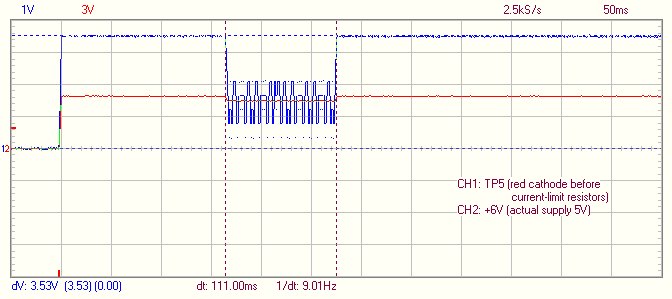 1V 3V 2.5kS/s 50ms
12
CH1: TP5 (red cathode before
current-limit resistors)
CH2: +6V (actual supply 5V)
dV: 3.53V (3.53) (0.00) dt: 111.00ms 1/dt: 9.01Hz